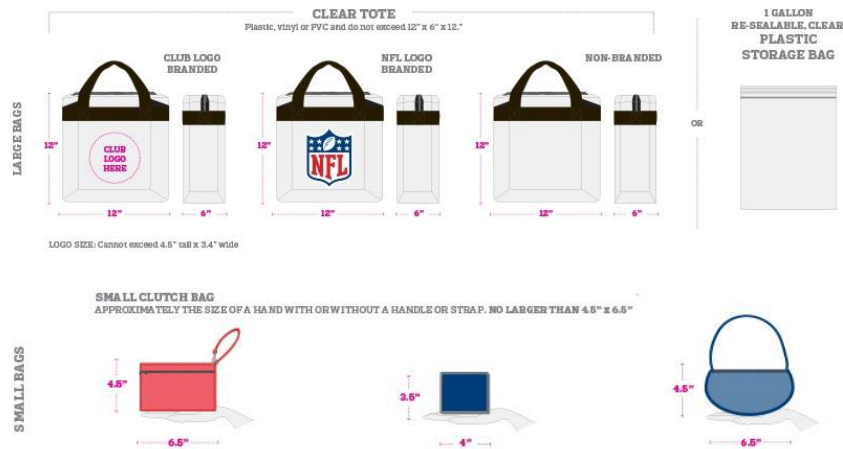 CLEAR TOTE
Plastic, vinyl or PVC and do not exceed 12" x 6" x 12."
1 GALLON
RE-SEALABLE, CLEAR
PLASTIC
STORAGE BAG
CLUB LOGO
BRANDED
NFL LOGO
BRANDED
NON-BRANDED
LARGE BAGS
12"
CLUB
LOGO
HERE
12"
6"
12"
NFL
12"
6"
12"
12"
6"
OR
LOGO SIZE: Cannot exceed 4.5" tall x 3.4" wide
SMALL CLUTCH BAG
APPROXIMATELY THE SIZE OF A HAND WITH OR WITHOUT A HANDLE OR STRAP. NO LARGER THAN 4.5" x 6.5"
SMALL BAGS
4.5"
6.5"
3.5"
4"
4.5"
6.5"